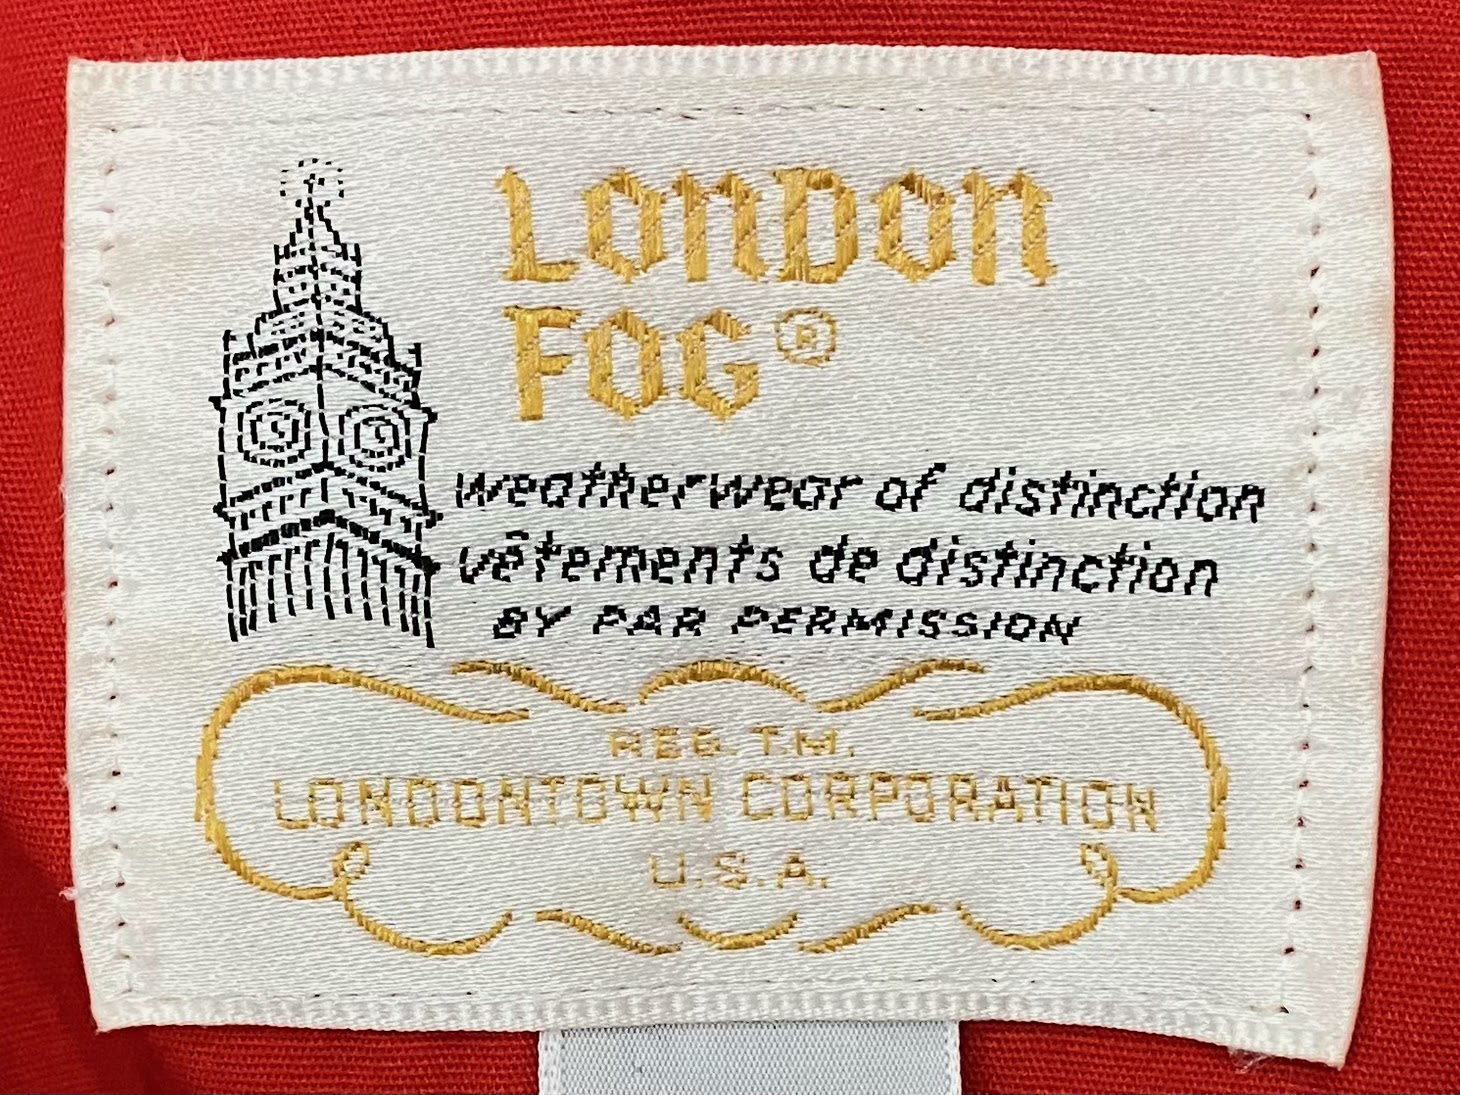 LONDON
FOG®
weatherwear of distinction
vêtements de distinction
BY PAR PERMISSION
REG. T.M.
LONDONTOWN CORPORATION
U.S.A.